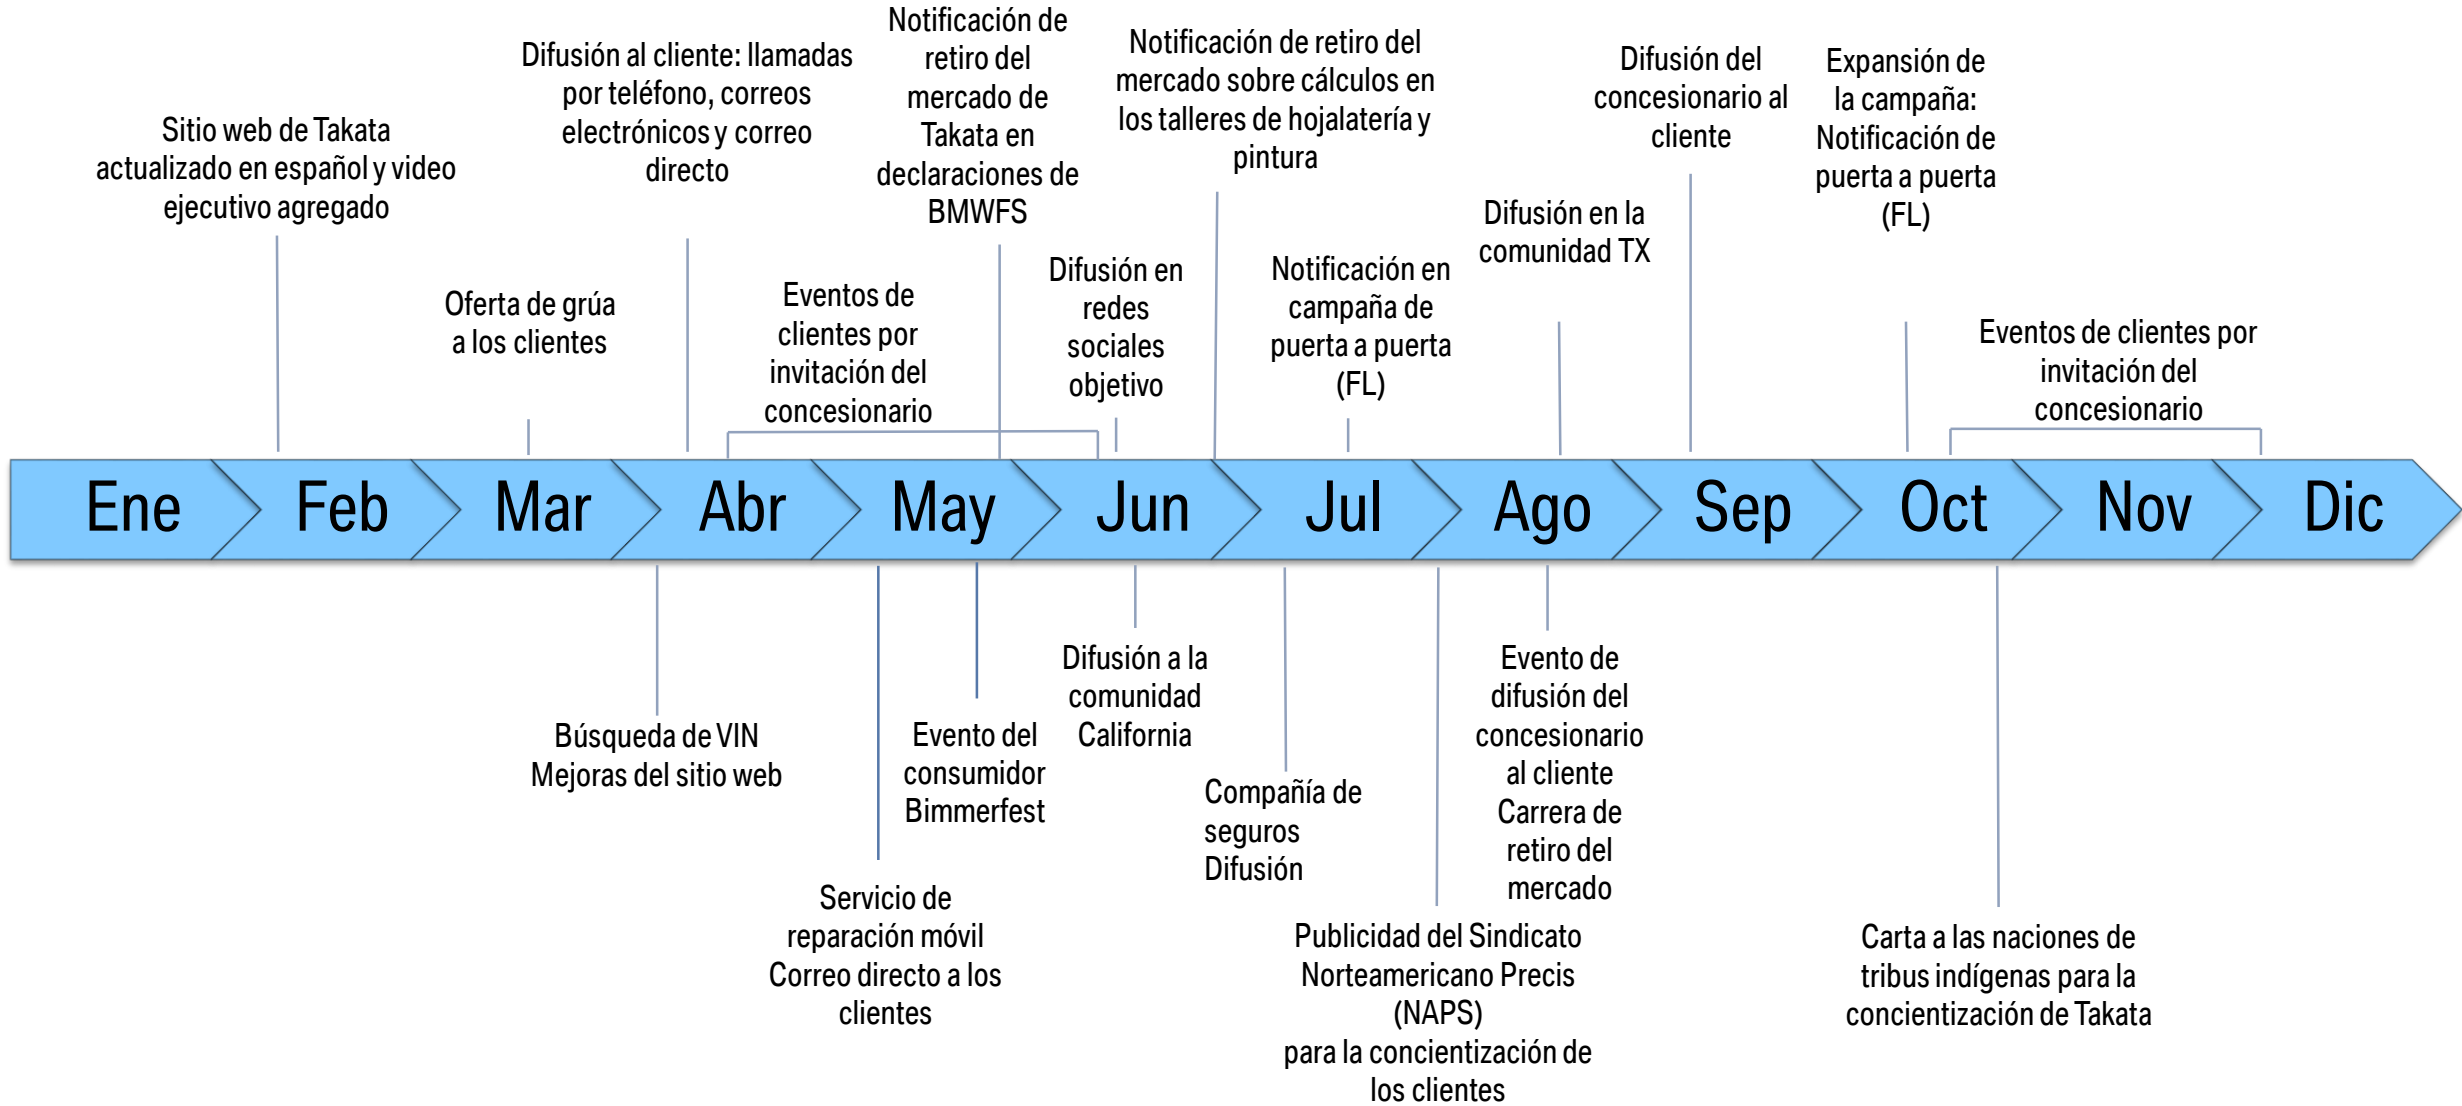 Sitio web de Takata
actualizado en español y video
ejecutivo agregado
Oferta de grúa
a los clientes
Difusión al cliente: llamadas
por teléfono, correos
electrónicos y correo
directo
Eventos de
clientes por
invitación del
concesionario
Notificación de
retiro del
mercado de
Takata en
declaraciones de
BMWFS
Difusión en
redes
sociales
objetivo
Notificación de retiro del
mercado sobre cálculos en
los talleres de hojalatería y
pintura
Notificación en
campaña de
puerta a puerta
(FL)
Difusión en la
comunidad TX
Difusión del
concesionario al
cliente
Expansión de
la campaña:
Notificación de
puerta a puerta
(FL)
Eventos de clientes por
invitación del
concesionario
Ene Feb Mar Abr May Jun Jul Ago Sep Oct Nov Dic
Búsqueda de VIN
Mejoras del sitio web
Servicio de
reparación móvil
Correo directo a los
clientes
Evento del
consumidor
Bimmerfest
Difusión a la
comunidad
California
Compañía de
seguros
Difusión
Publicidad del Sindicato
Norteamericano Precis
(NAPS)
para la concientización de
los clientes
Evento de
difusión del
concesionario
al cliente
Carrera de
retiro del
mercado
Carta a las naciones de
tribus indígenas para la
concientización de Takata